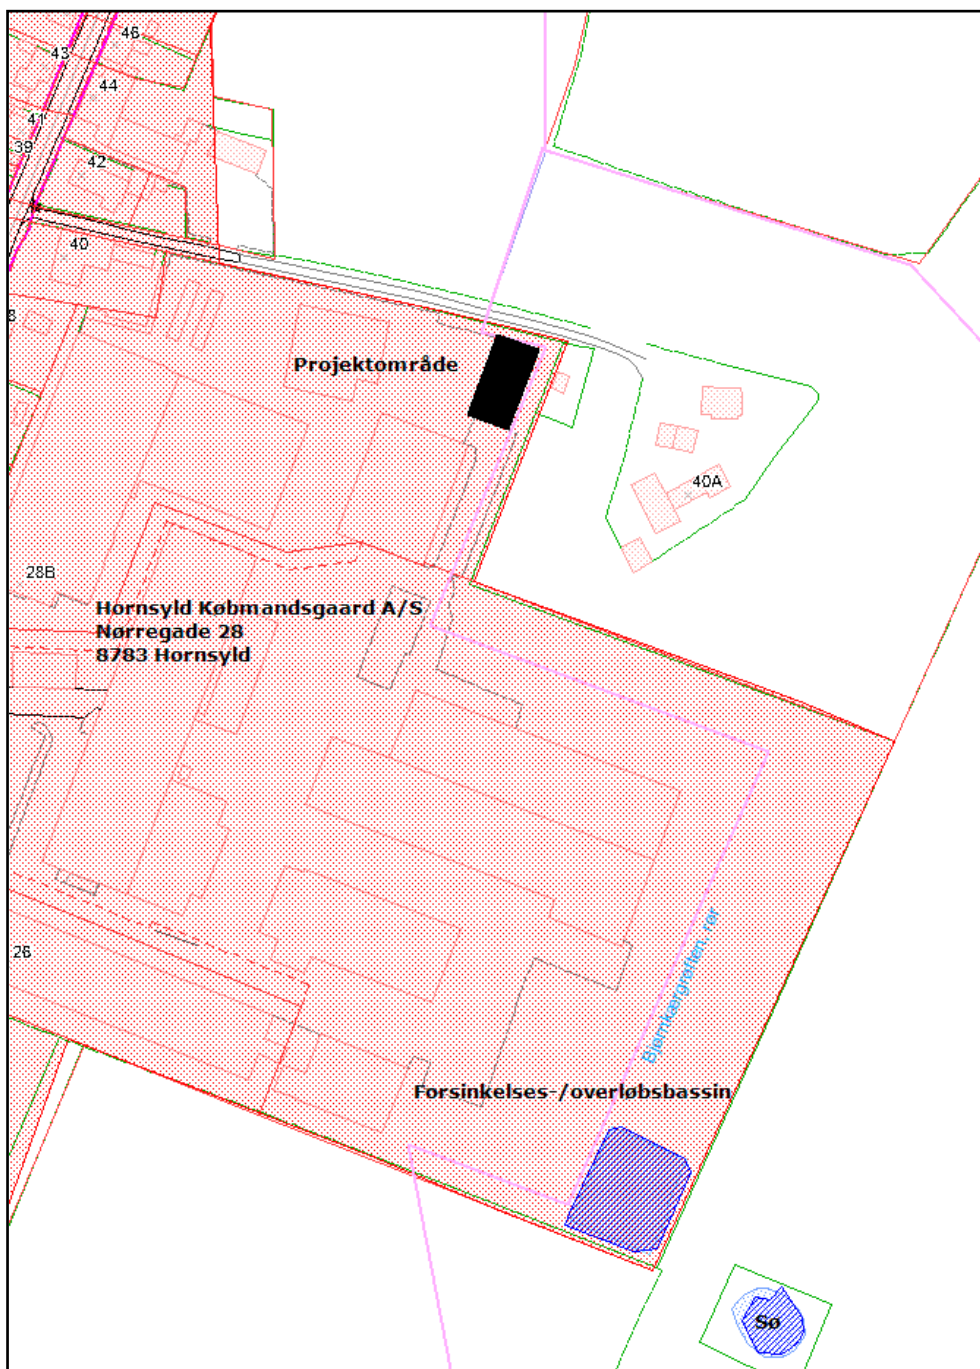 46
43
44
41
39
42
40
8
Projektområde
40A
28B
Hornsyld Købmandsgaard A/S
Nørregade 28
8783 Hornsyld
26
Bjørnkærgrøften, rør
Forsinkelses-/overløbsbassin
Sø